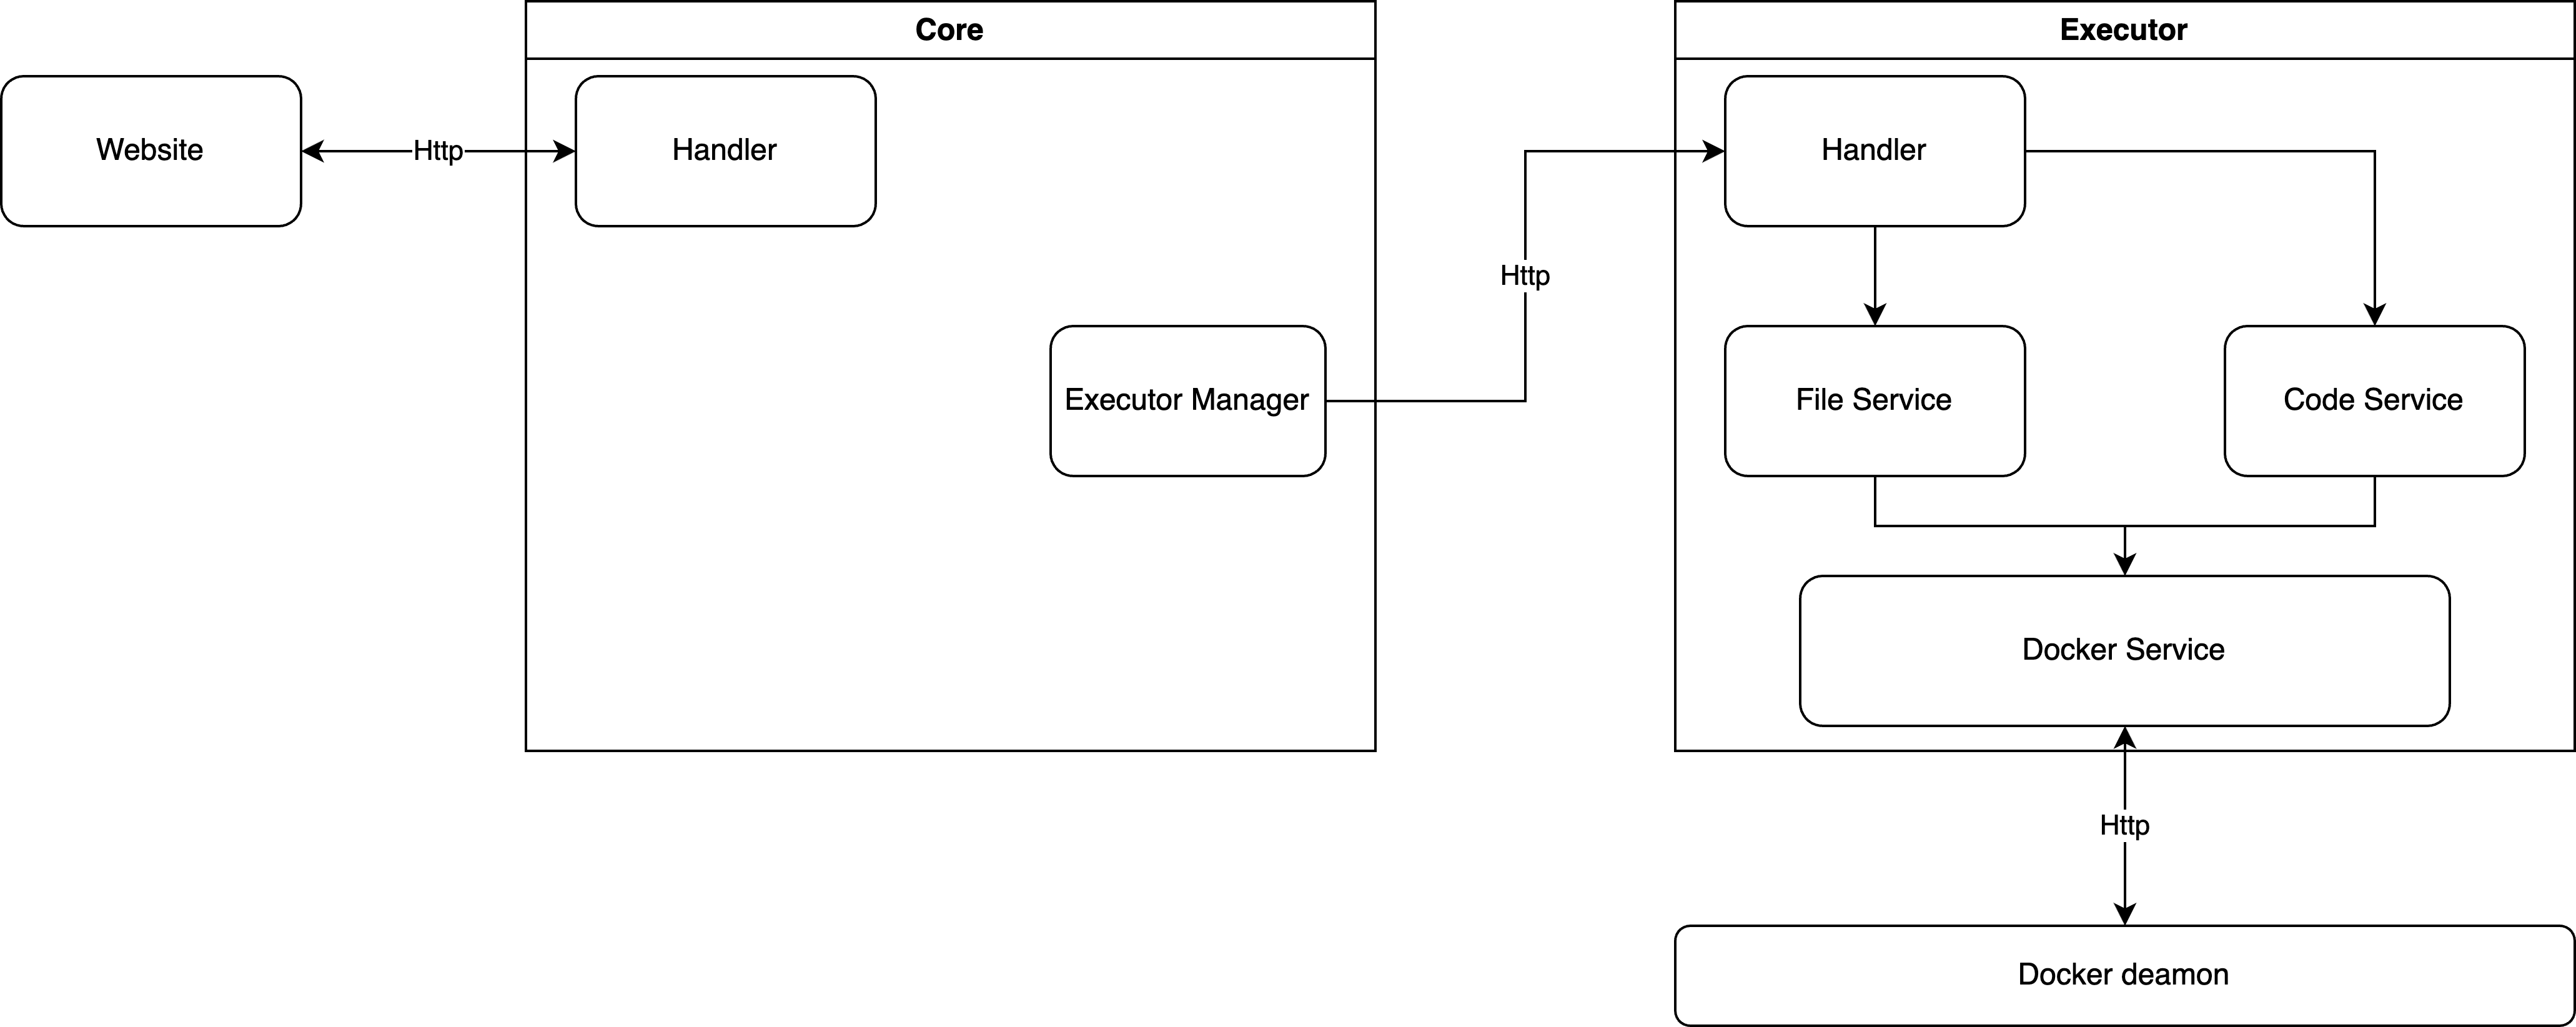 Core
Executor
Website
Http
Handler
Handler
Http
Executor Manager
File Service
Code Service
Docker Service
Http
Docker deamon